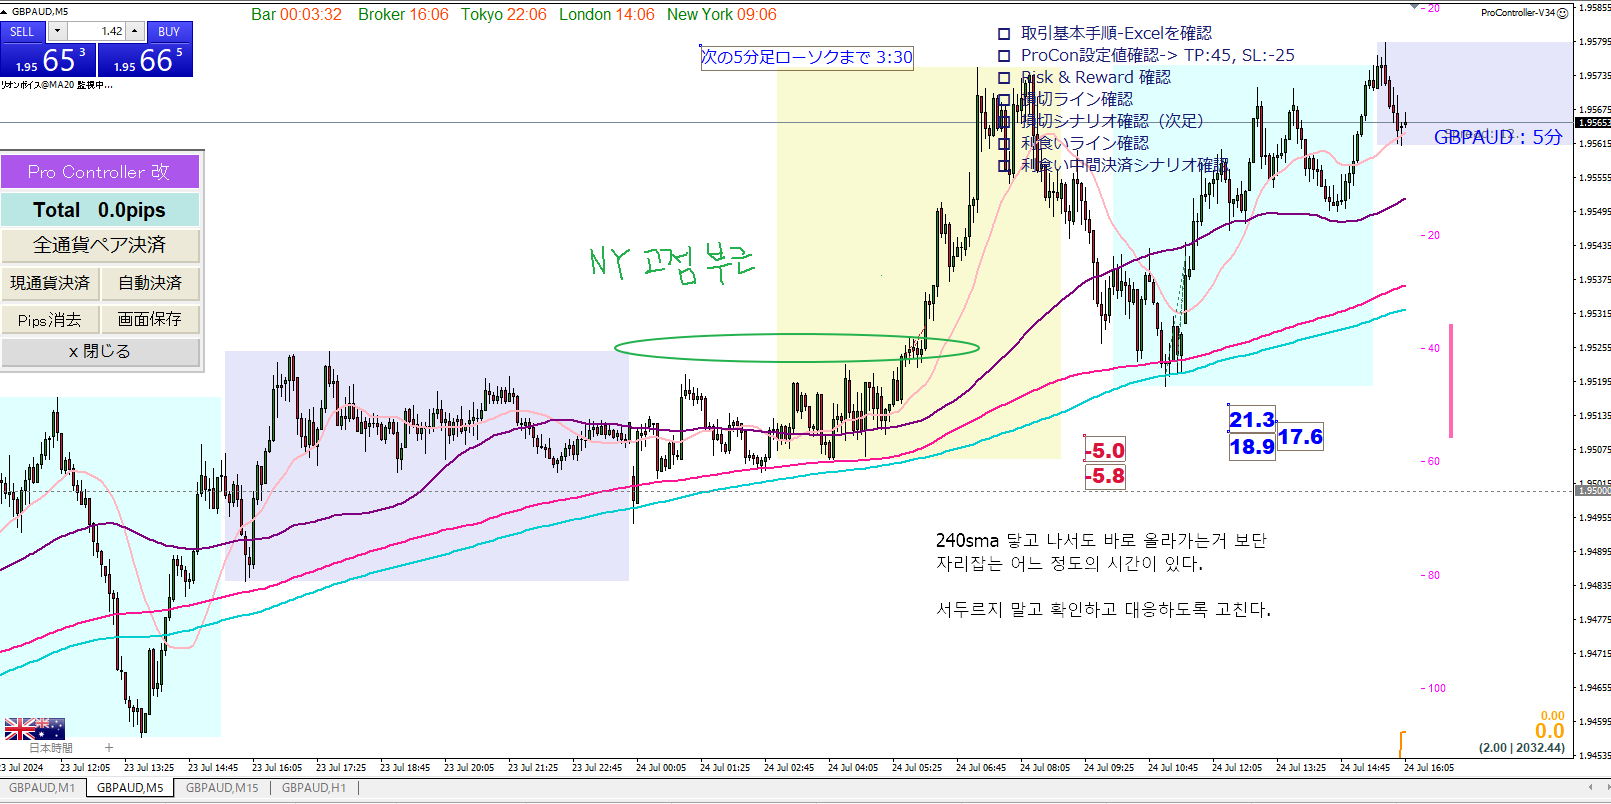 GBPAUD,M5
Bar 00:03:32 Broker 16:06 Tokyo 22:06 London 14:06 New York 09:06
ProController-V34
SELL 1.42 BUY
1.95 65 3 1.95 66 5
次の5分足ローソクまで 3:30
取引基本手順-Excelを確認
ProCon設定値確認-> TP:45, SL:-25
Risk & Reward 確認
損切ライン確認
損切シナリオ確認（次足）
利食いライン確認
利食い中間決済シナリオ確認
GBPAUD : 5分
Pro Controller 改
Total 0.0pips
全通貨ペア決済
現通貨決済 自動決済
Pips消去 画面保存
x 閉じる
NY 고점 부근
-5.0
-5.8
21.3
18.9
17.6
240sma 닿고 나서도 바로 올라가는거 보단
자리잡는 어느 정도의 시간이 있다.
서두르지 말고 확인하고 대응하도록 고친다.
20
20
40
60
80
100
1.95855
1.95795
1.95735
1.95675
1.95653
1.95615
1.95555
1.95495
1.95435
1.95375
1.95315
1.95255
1.95195
1.95135
1.95075
1.95015
1.95000
1.94955
1.94895
1.94835
1.94775
1.94715
1.94655
1.94595
1.94535
0.00
0.0
(2.00 | 2032.44)
日本時間 +
23 Jul 2024 23 Jul 12:05 23 Jul 13:25 23 Jul 14:45 23 Jul 16:05 23 Jul 17:25 23 Jul 18:45 23 Jul 20:05 23 Jul 21:25 23 Jul 22:45 24 Jul 00:05 24 Jul 01:25 24 Jul 02:45 24 Jul 04:05 24 Jul 05:25 24 Jul 06:45 24 Jul 08:05 24 Jul 09:25 24 Jul 10:45 24 Jul 12:05 24 Jul 13:25 24 Jul 14:45 24 Jul 16:05
GBPAUD,M1 GBPAUD,M5 GBPAUD,M15 GBPAUD,H1